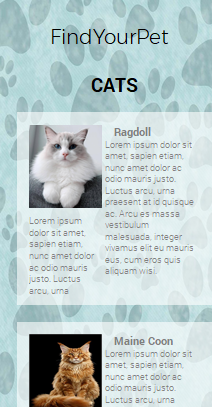 FindYourPet
CATS
Ragdoll
Lorem ipsum dolor sit
amet, sapien etiam,
nunc amet dolor ac
odio mauris justo.
Luctus arcu, urna
praesent at id quisque
ac. Arcu es massa
vestibulum
malesuada, integer
vivamus elit eu mauris
eus, cum eros quis
aliquam wisi.
Lorem ipsum
dolor sit amet,
sapien etiam,
nunc amet dolor
ac odio mauris
justo. Luctus
arcu, urna
Maine Coon
Lorem ipsum dolor sit
amet, sapien etiam,
nunc amet dolor ac
odio mauris justo.
Luctus arcu, urna